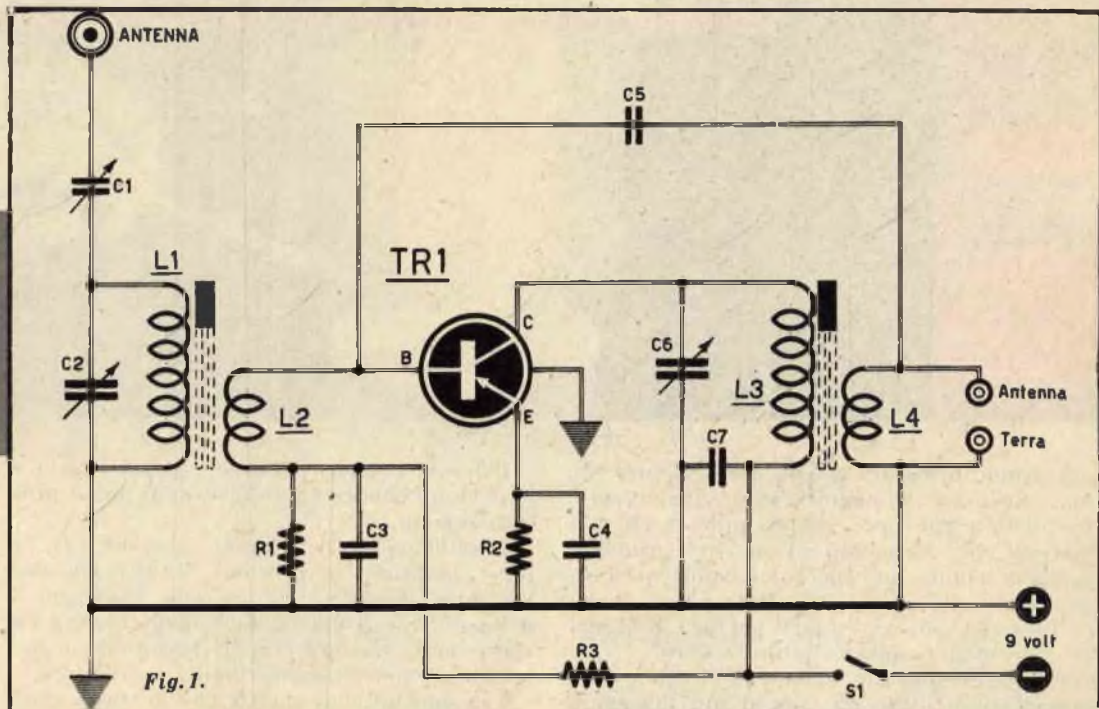 ANTENNA
C1
C5
L1
TR1
C2
L2
B
C
E
C6
L3
C7
L4
Antenna
Terra
R1
C3
R2
C4
R3
S1
+
9 volt
-
Fig. 1.